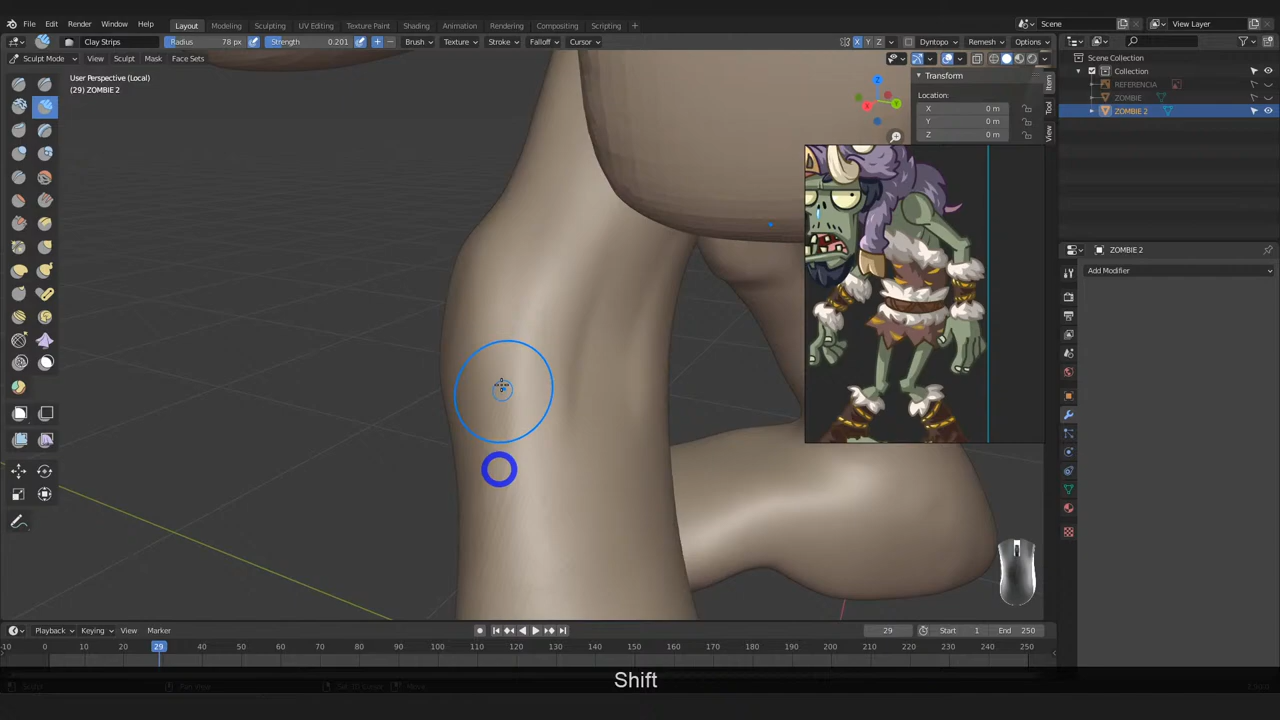 File Edit Render Window Help Layout Modeling Sculpting UV Editing Texture Paint Shading Animation Rendering Compositing Scripting + Scene View Layer
Clay Strips Radius 78 px Strength 0.201 Brush Texture Stroke Falloff Cursor X Y Z Dyntopo Remesh Options
Sculpt Mode View Sculpt Mask Face Sets
Scene Collection
Collection
REFERENCIA
ZOMBIE
ZOMBIE 2
User Perspective (Local)
(29) ZOMBIE 2
Transform
Location:
X 0 m
Y 0 m
Z 0 m
Item
Tool
View
ZOMBIE 2
Add Modifier
Playback Keying View Marker 29 Start 1 End 250
-10 0 10 20 29 40 50 60 70 80 90 100 110 120 130 140 150 160 170 180 190 200 210 220 230 240 250
Shift